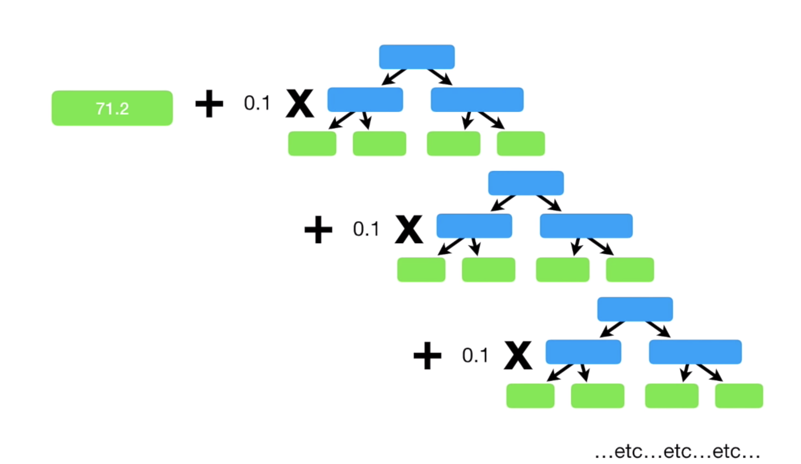 71.2 + 0.1 X
+ 0.1 X
+ 0.1 X
...etc...etc...etc...